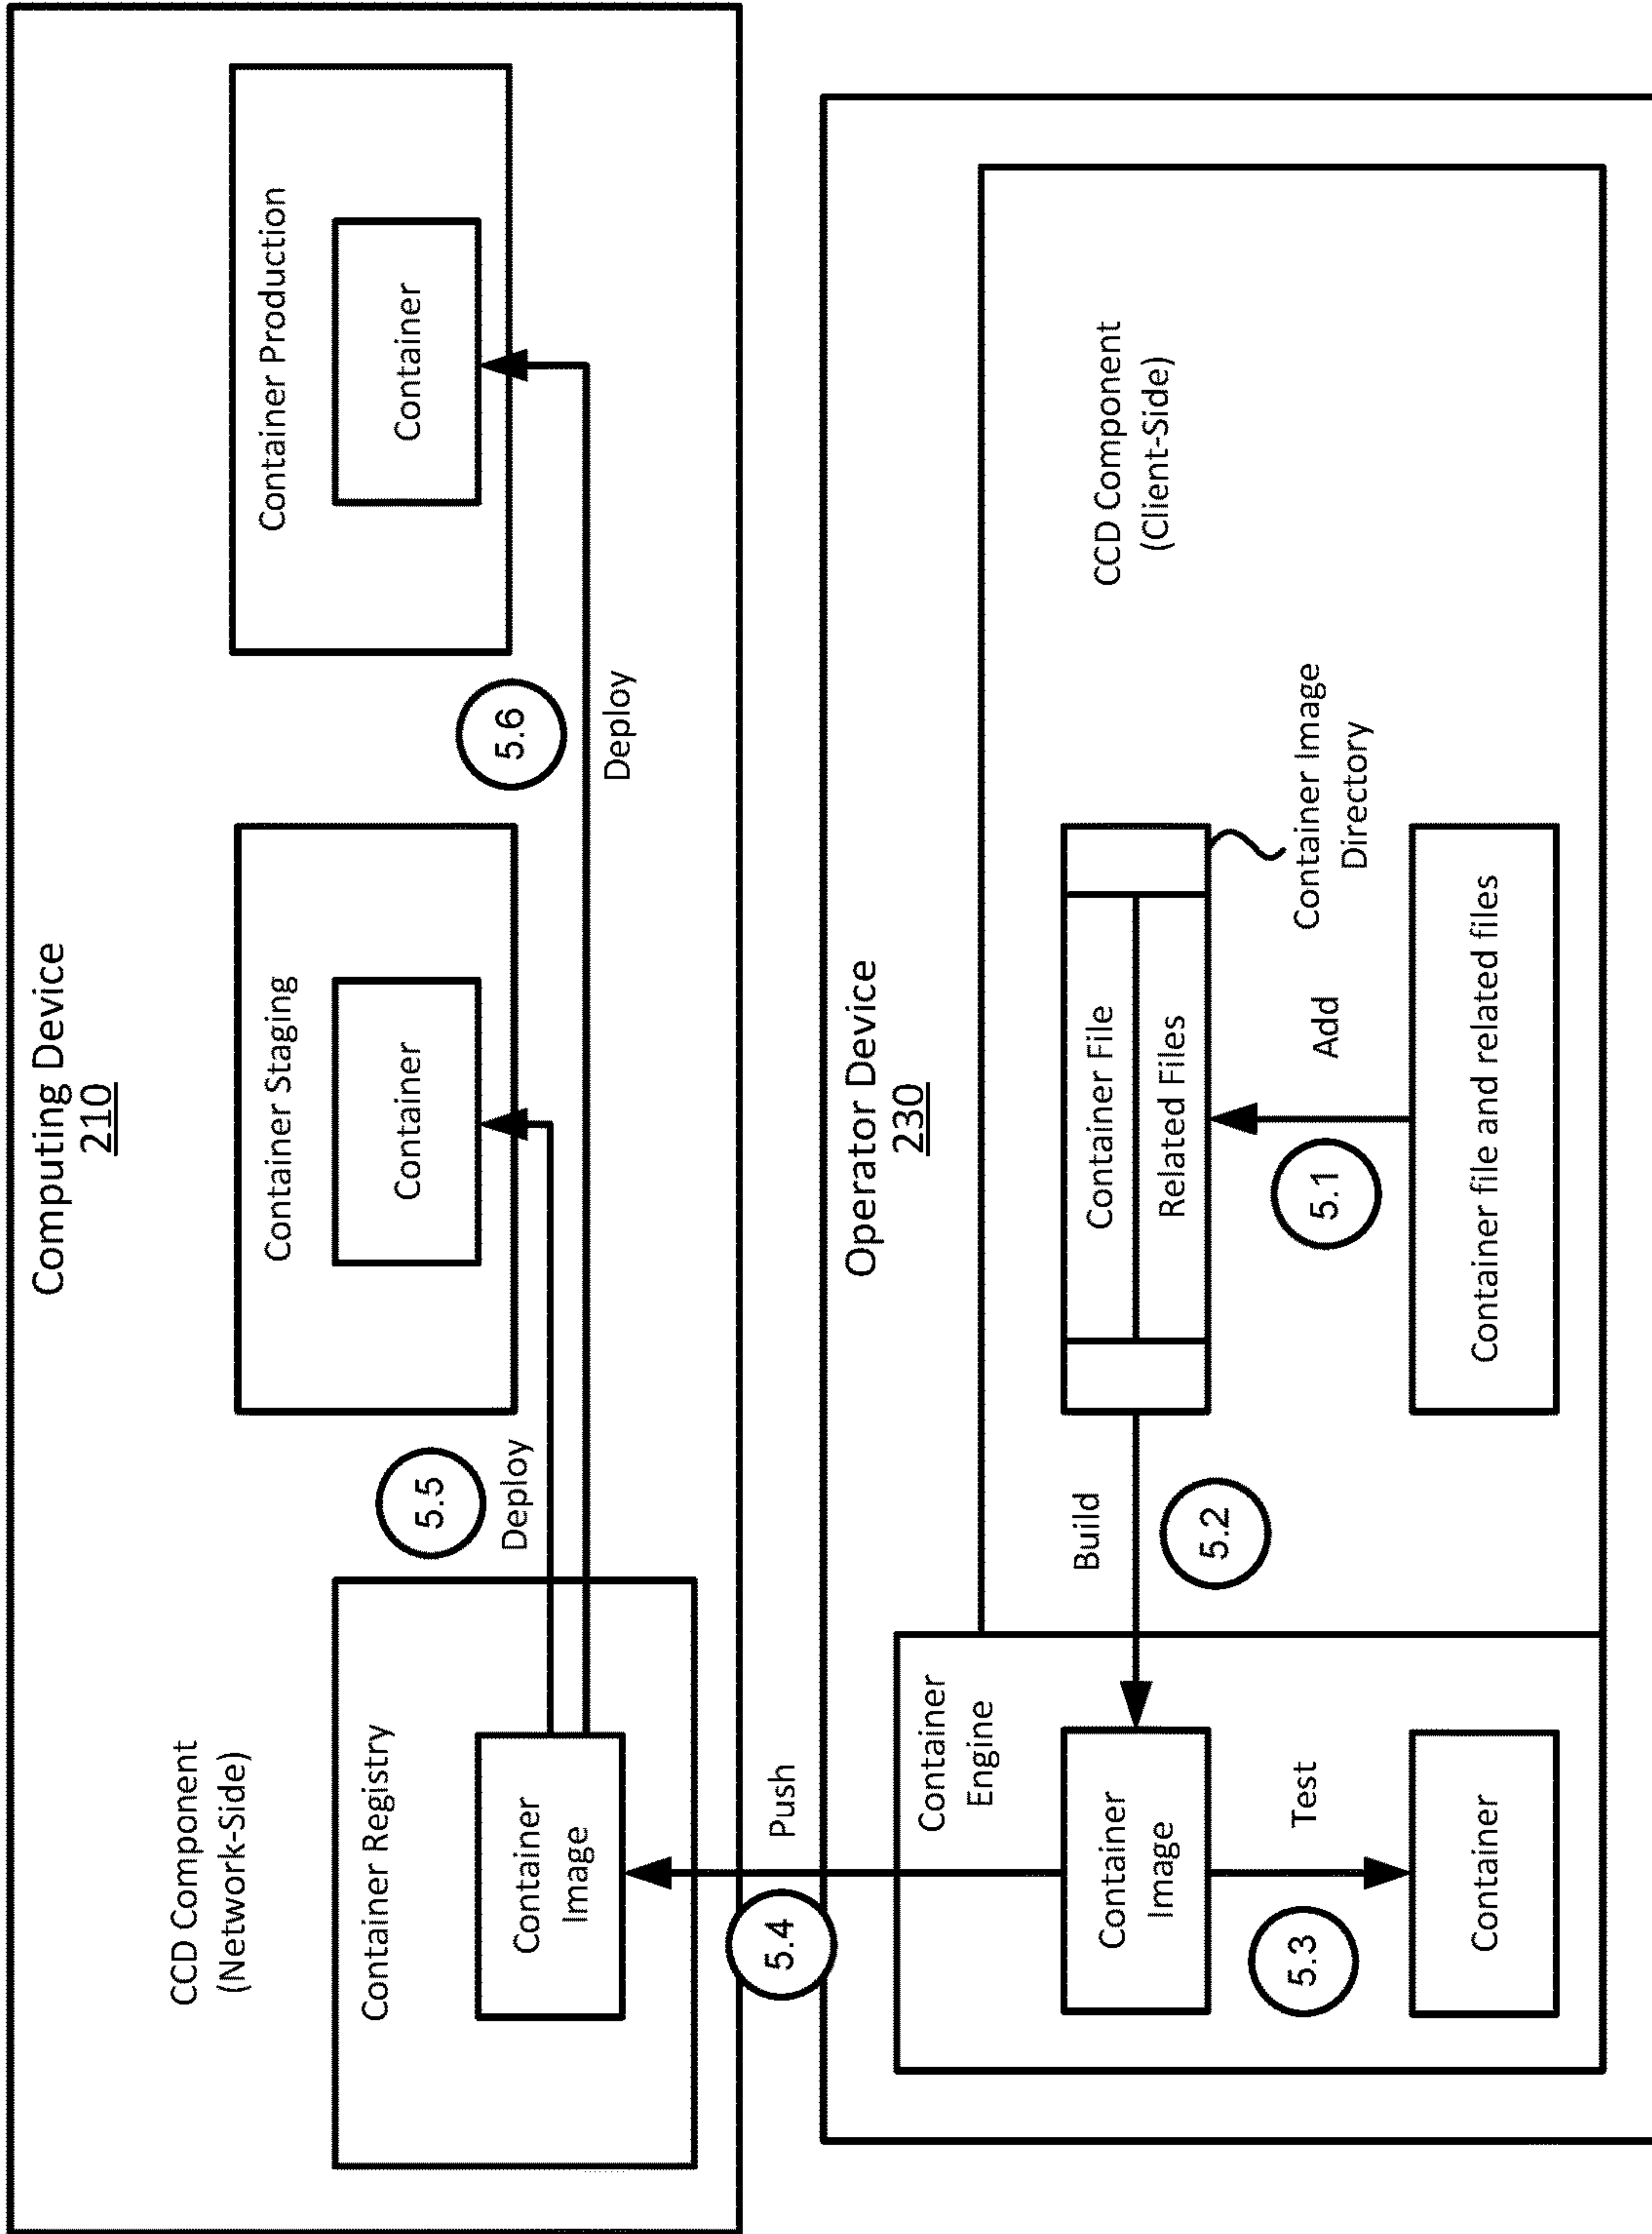 Computing Device
210
CCD Component
(Network-Side)
Container Registry
Container
Image
5.5
Deploy
Container Staging
Container
5.6
Deploy
Container Production
Container
5.4
Push
Operator Device
230
Container
Engine
Container
Image
5.3
Test
Container
Build
5.2
Container File
Related Files
Container Image
Directory
5.1
Add
Container file and related files
CCD Component
(Client-Side)